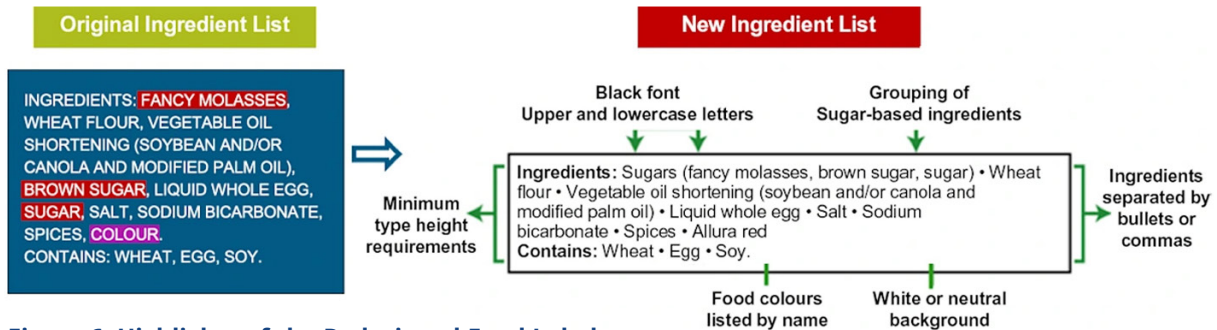 Original Ingredient List
New Ingredient List
INGREDIENTS: FANCY MOLASSES,
WHEAT FLOUR, VEGETABLE OIL
SHORTENING (SOYBEAN AND/OR
CANOLA AND MODIFIED PALM OIL),
BROWN SUGAR, LIQUID WHOLE EGG,
SUGAR, SALT, SODIUM BICARBONATE,
SPICES, COLOUR.
CONTAINS: WHEAT, EGG, SOY.
Black font
Upper and lowercase letters
Grouping of
Sugar-based ingredients
Minimum
type height
requirements
Ingredients: Sugars (fancy molasses, brown sugar, sugar) • Wheat
flour • Vegetable oil shortening (soybean and/or canola and
modified palm oil) • Liquid whole egg • Salt • Sodium
bicarbonate • Spices • Allura red
Contains: Wheat • Egg • Soy.
Ingredients
separated by
bullets or
commas
Food colours
listed by name
White or neutral
background